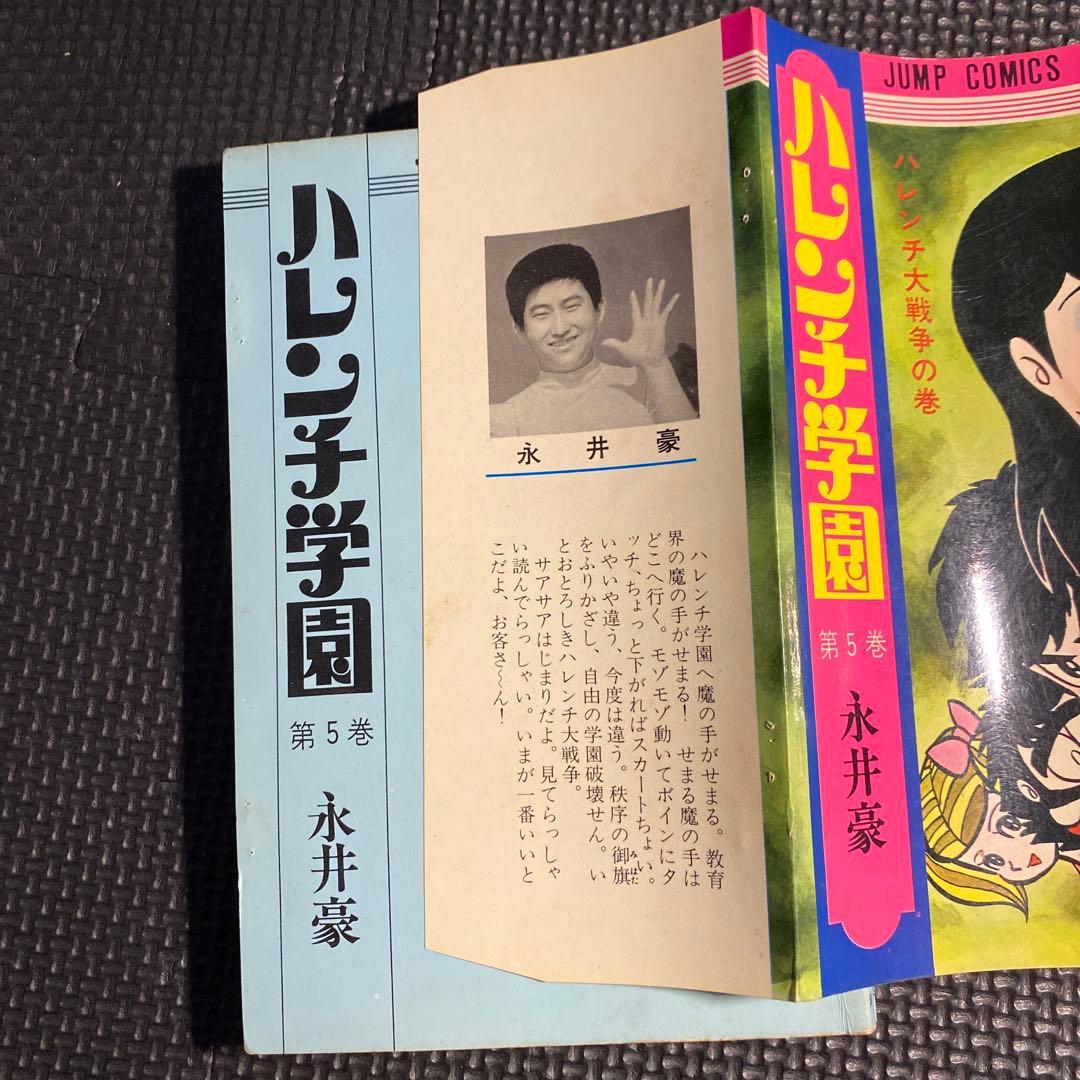 ハレンチ学園
第5巻
永井豪
永井豪
ハレンチ学園へ魔の手がせまる。教育
界の魔の手がせまる! せまる魔の手は
どこへ行く。モゾモゾ動いてボインにタ
ッチ、ちょっと下がればスカートちょい。
いやいや違う、今度は違う。秩序の御旗
みはた
をふりかざし、自由の学園破壊せん。い
とおとろしきハレンチ大戦争。
サアサアはじまりだよ。見てらっしゃ
い読んでらっしゃい。いまが一番いいと
こだよ、お客さ〜ん!
ハレンチ学園
第5巻
永井豪
JUMP COMICS
ハレンチ大戦争の巻